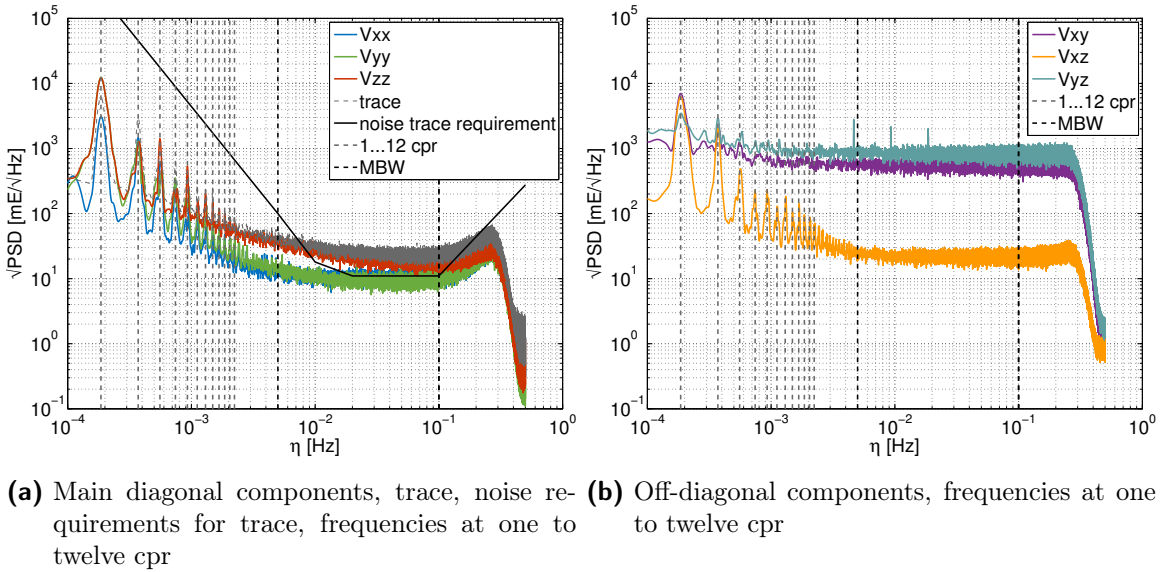 10^5
10^4
10^3
10^2
10^1
10^0
10^-1
√PSD [mE/√Hz]
10^-4
10^-3
10^-2
10^-1
10^0
η [Hz]
Vxx
Vyy
Vzz
trace
noise trace requirement
1...12 cpr
MBW
10^5
10^4
10^3
10^2
10^1
10^0
10^-1
√PSD [mE/√Hz]
10^-4
10^-3
10^-2
10^-1
10^0
η [Hz]
Vxy
Vxz
Vyz
1...12 cpr
MBW
(a) Main diagonal components, trace, noise re-
quirements for trace, frequencies at one to
twelve cpr
(b) Off-diagonal components, frequencies at one
to twelve cpr